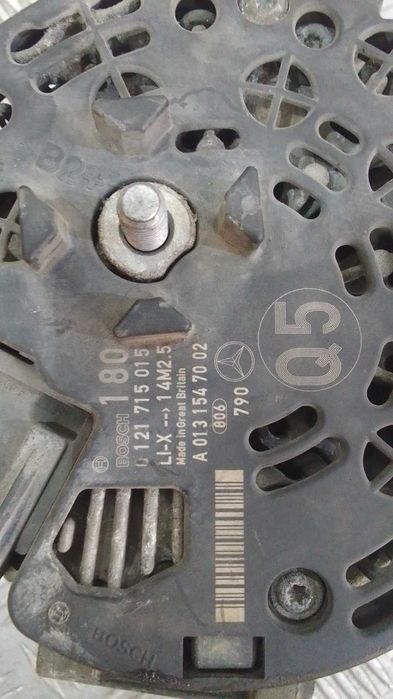 B2+
BOSCH 180
0 121 715 015
LI-X --> 14M2.5
Made in Great Britain
A 013 154 70 02
806
790
Q5
BOSCH